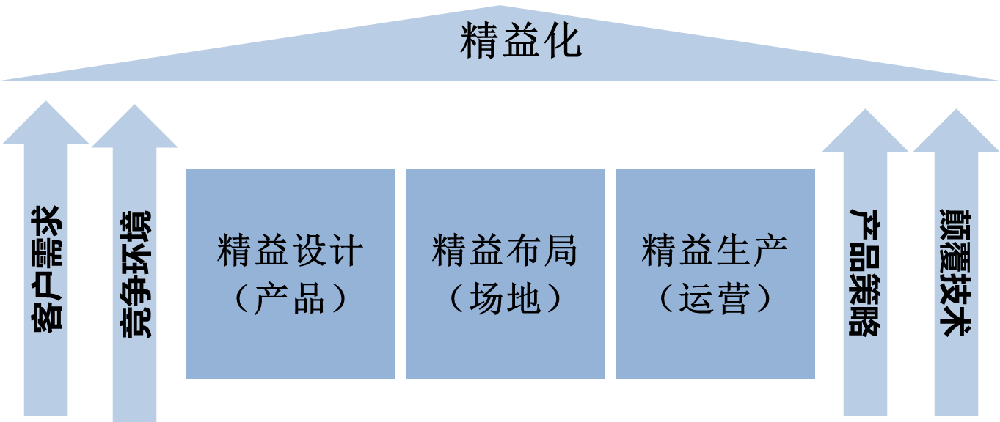 精益化
客户需求
竞争环境
精益设计
（产品）
精益布局
（场地）
精益生产
（运营）
产品策略
颠覆技术